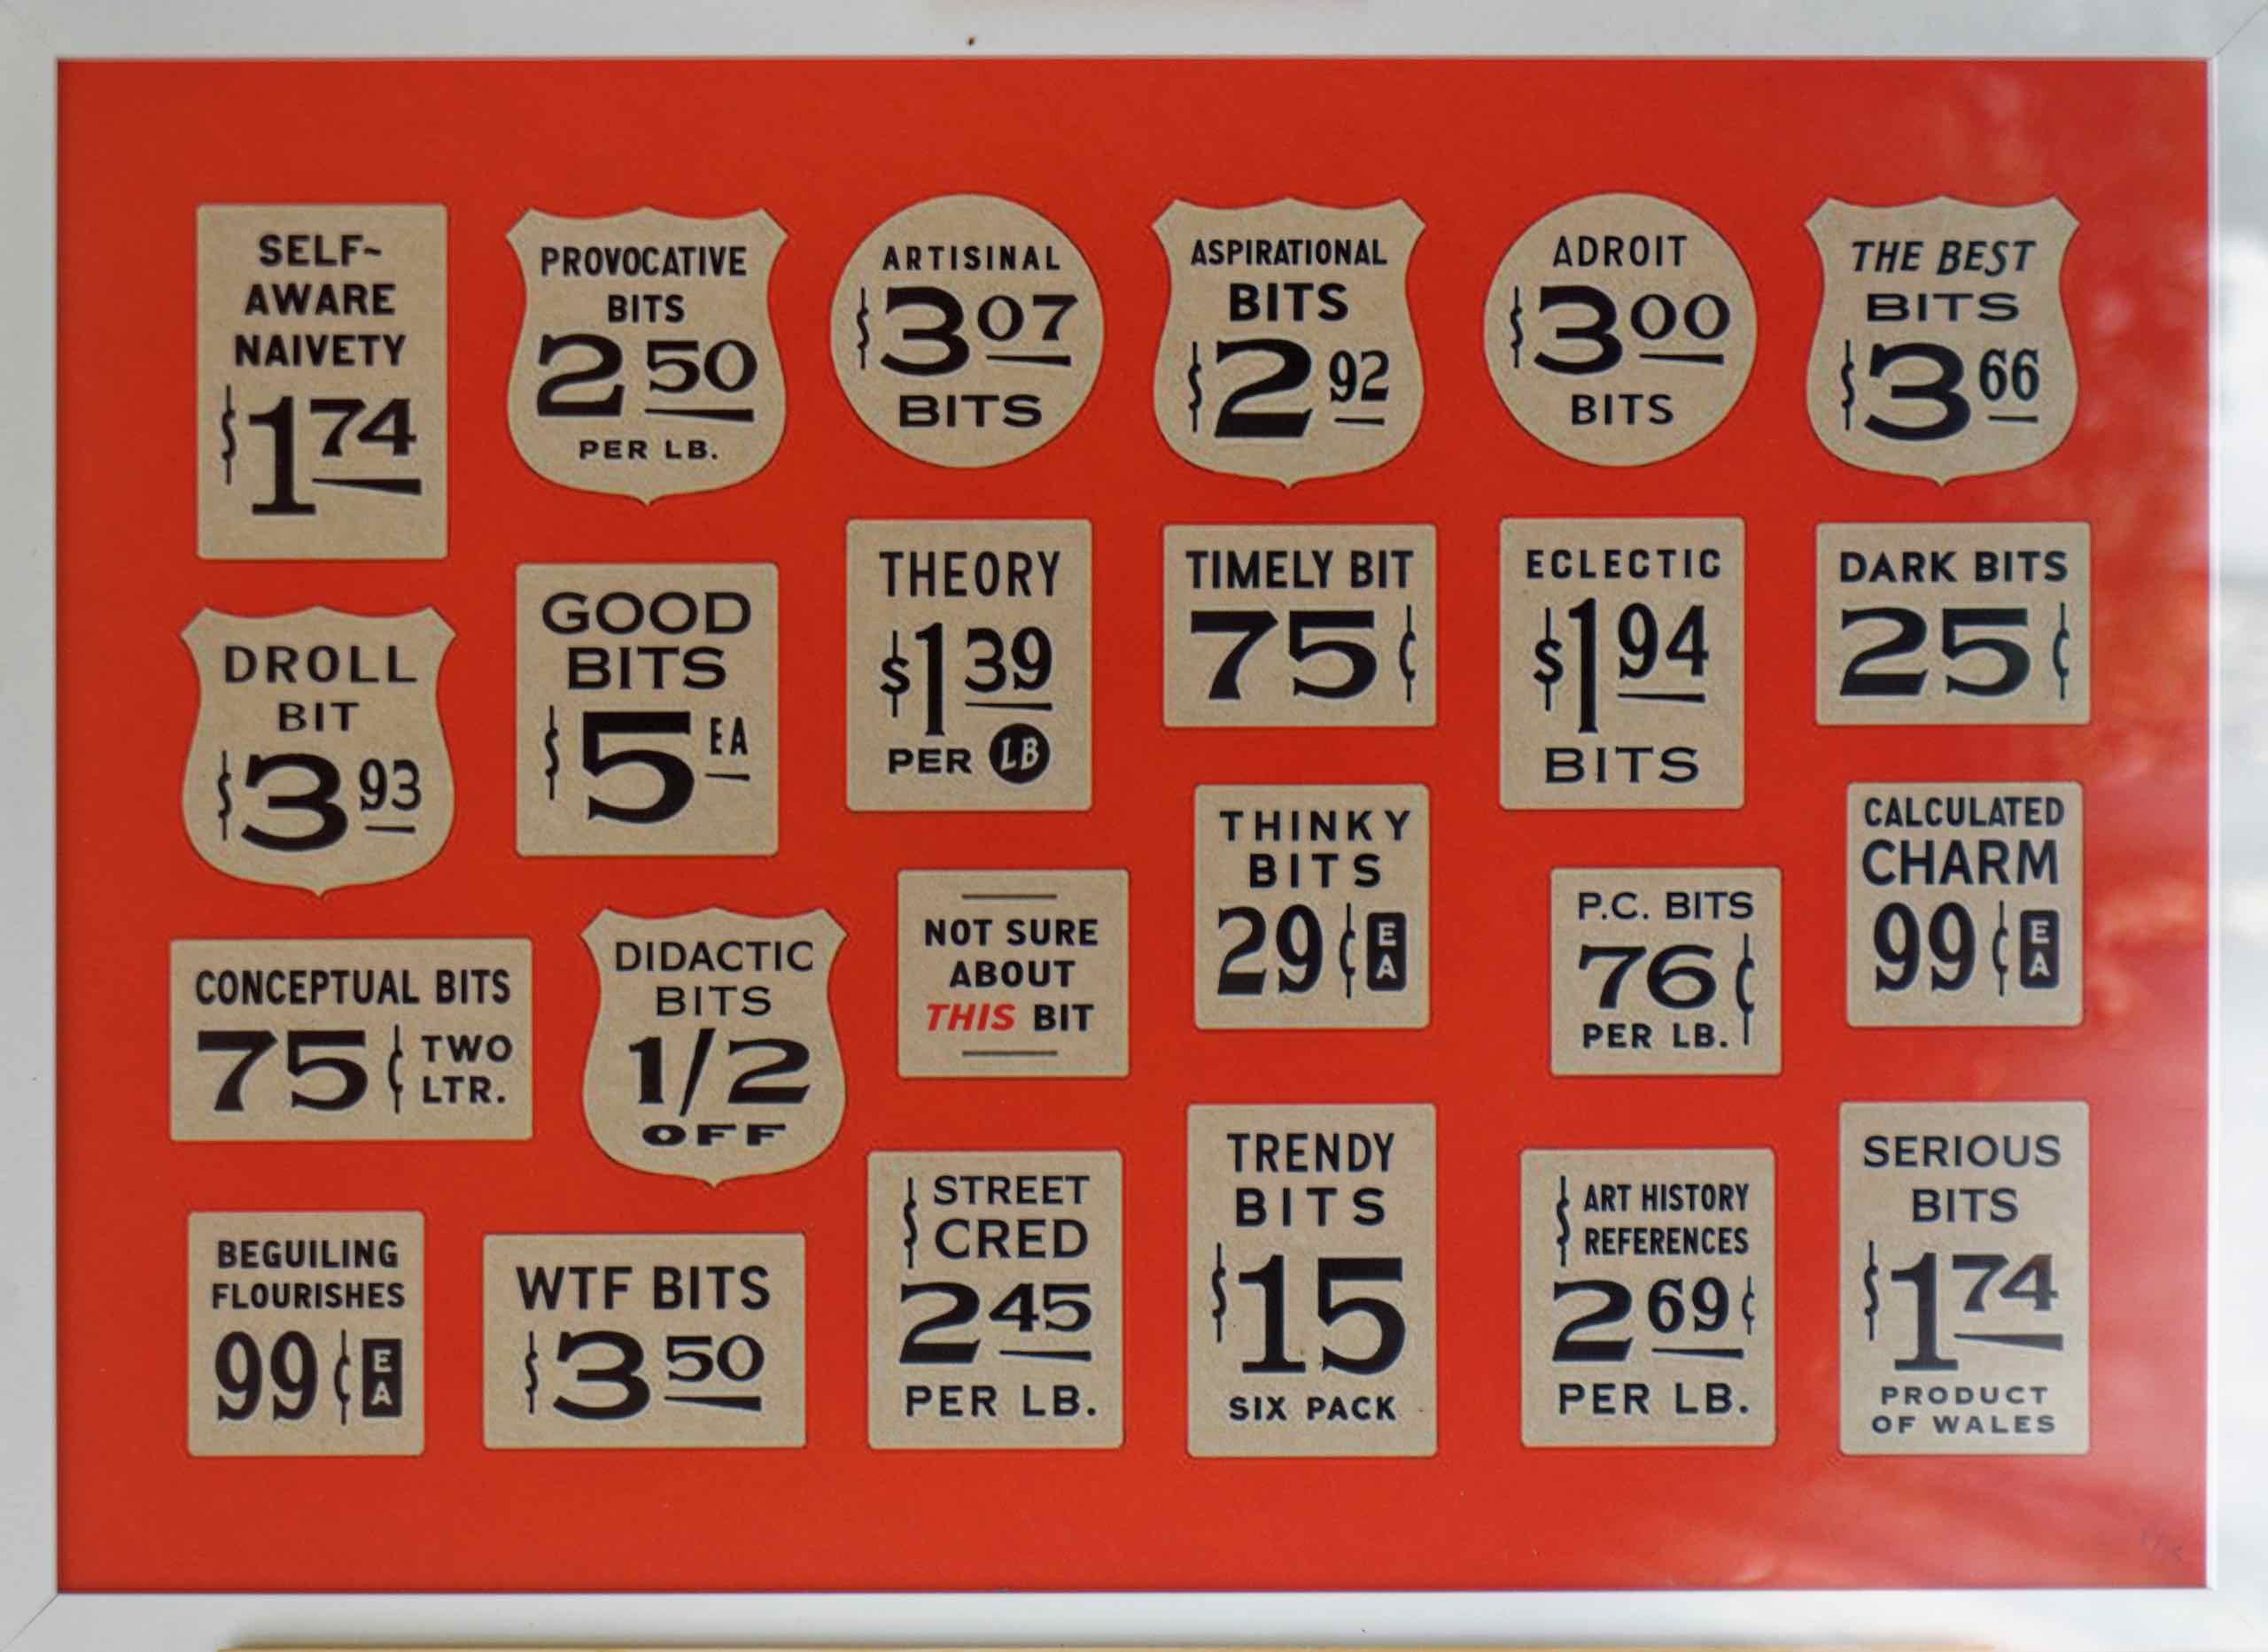 SELF~
AWARE
NAIVETY
$1 74
PROVOCATIVE
BITS
2 50
PER LB.
ARTISINAL
$3 07
BITS
ASPIRATIONAL
BITS
$2 92
ADROIT
$3 00
BITS
THE BEST
BITS
$3 66
DROLL
BIT
$3 93
GOOD
BITS
$5 EA
THEORY
$1 39
PER LB
TIMELY BIT
75¢
ECLECTIC
$1 94
BITS
DARK BITS
25¢
CONCEPTUAL BITS
75¢ TWO
LTR.
DIDACTIC
BITS
1/2
OFF
NOT SURE
ABOUT
THIS BIT
THINKY
BITS
29¢ EA
P.C. BITS
76¢
PER LB.
CALCULATED
CHARM
99¢ EA
BEGUILING
FLOURISHES
99¢ EA
WTF BITS
$3 50
$ STREET
CRED
2 45
PER LB.
TRENDY
BITS
$15
SIX PACK
$ ART HISTORY
REFERENCES
2 69¢
PER LB.
SERIOUS
BITS
$1 74
PRODUCT
OF WALES